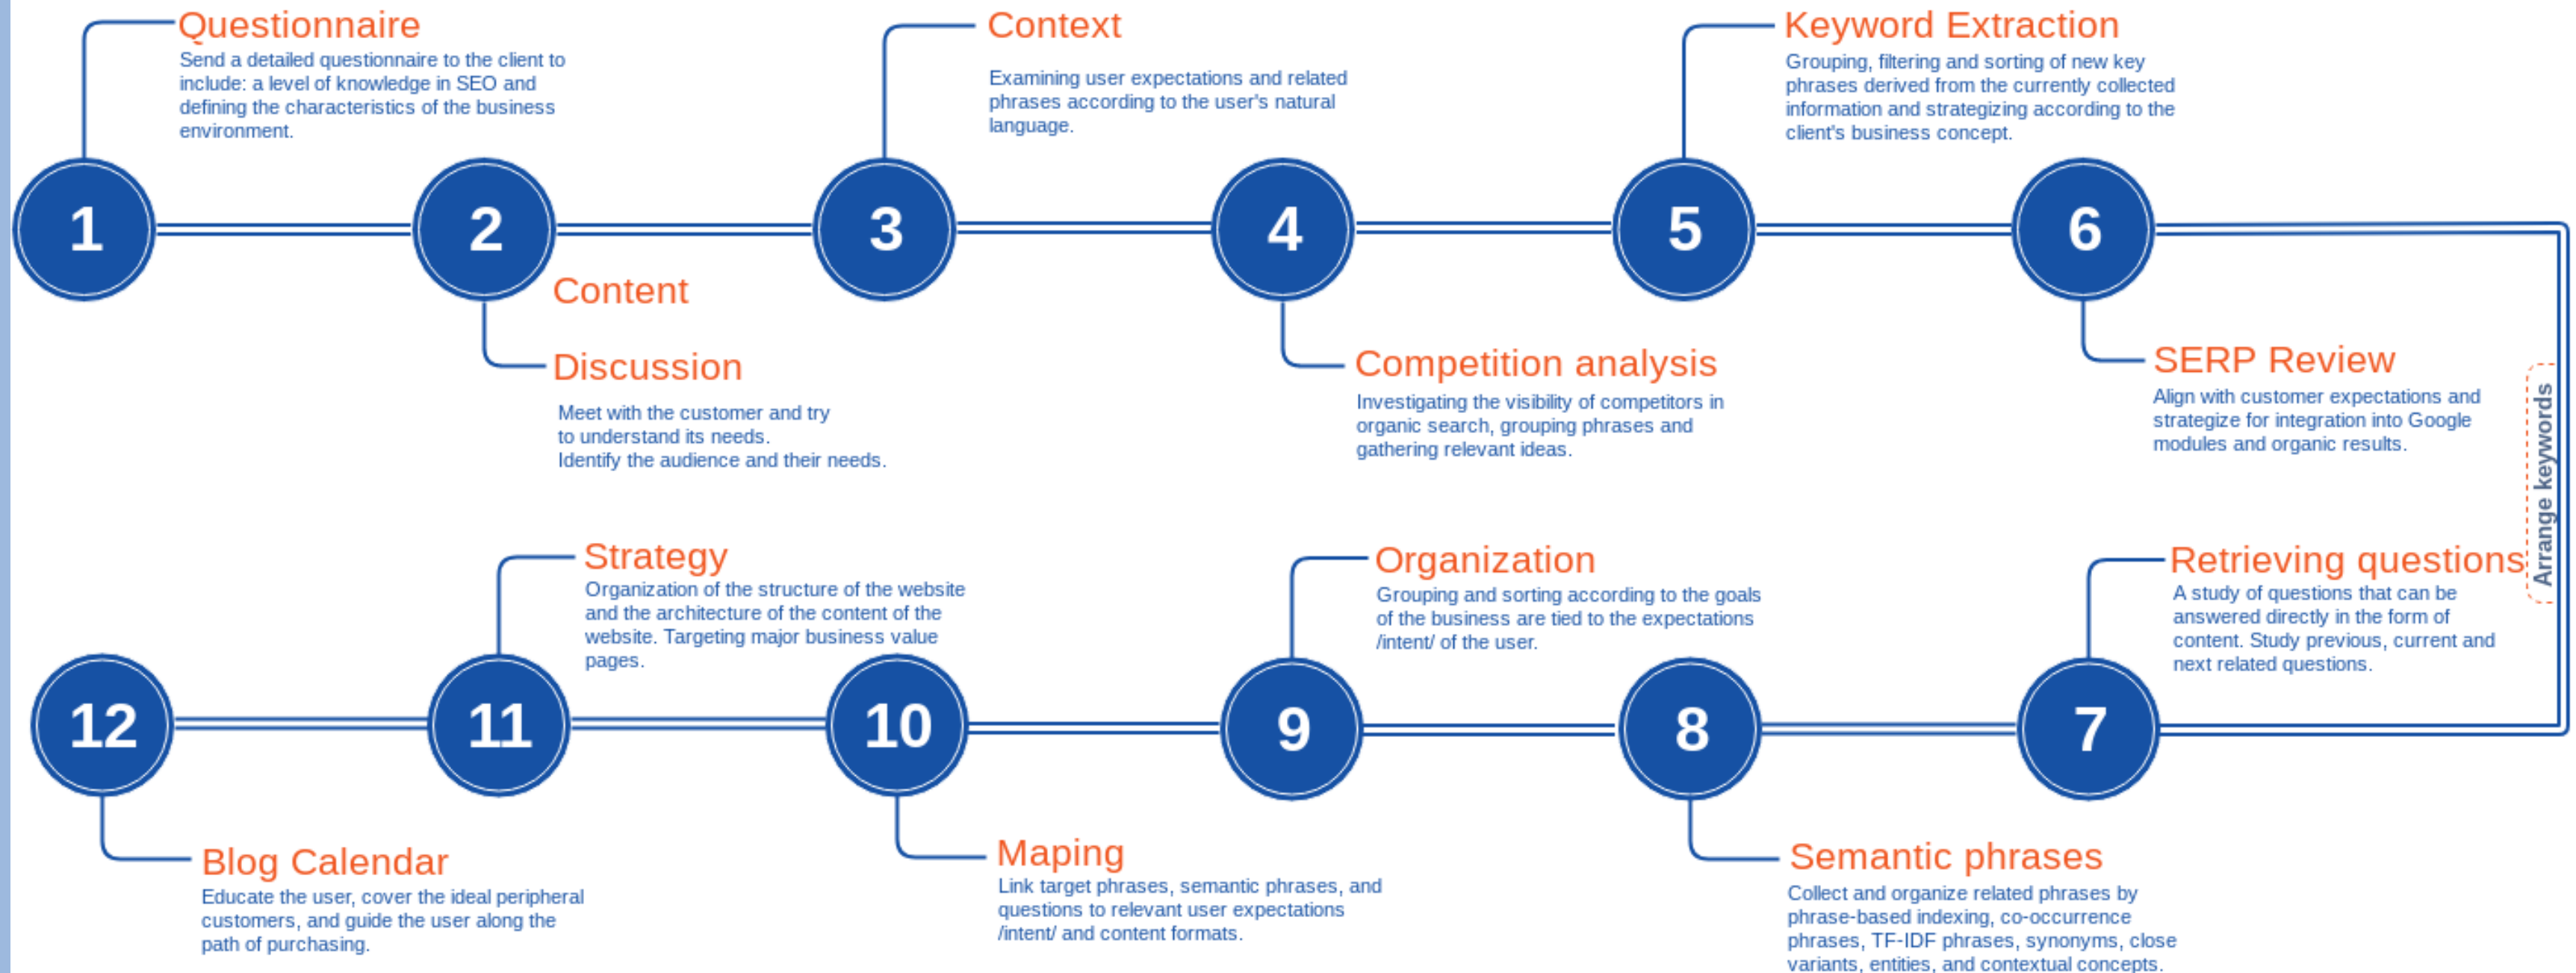 Questionnaire
Send a detailed questionnaire to the client to
include: a level of knowledge in SEO and
defining the characteristics of the business
environment.
Context
Examining user expectations and related
phrases according to the user's natural
language.
Keyword Extraction
Grouping, filtering and sorting of new key
phrases derived from the currently collected
information and strategizing according to the
client's business concept.
1
2
3
4
5
6
Content
Discussion
Meet with the customer and try
to understand its needs.
Identify the audience and their needs.
Competition analysis
Investigating the visibility of competitors in
organic search, grouping phrases and
gathering relevant ideas.
SERP Review
Align with customer expectations and
strategize for integration into Google
modules and organic results.
Arrange keywords
Strategy
Organization of the structure of the website
and the architecture of the content of the
website. Targeting major business value
pages.
Organization
Grouping and sorting according to the goals
of the business are tied to the expectations
/intent/ of the user.
Retrieving questions
A study of questions that can be
answered directly in the form of
content. Study previous, current and
next related questions.
12
11
10
9
8
7
Blog Calendar
Educate the user, cover the ideal peripheral
customers, and guide the user along the
path of purchasing.
Maping
Link target phrases, semantic phrases, and
questions to relevant user expectations
/intent/ and content formats.
Semantic phrases
Collect and organize related phrases by
phrase-based indexing, co-occurrence
phrases, TF-IDF phrases, synonyms, close
variants, entities, and contextual concepts.